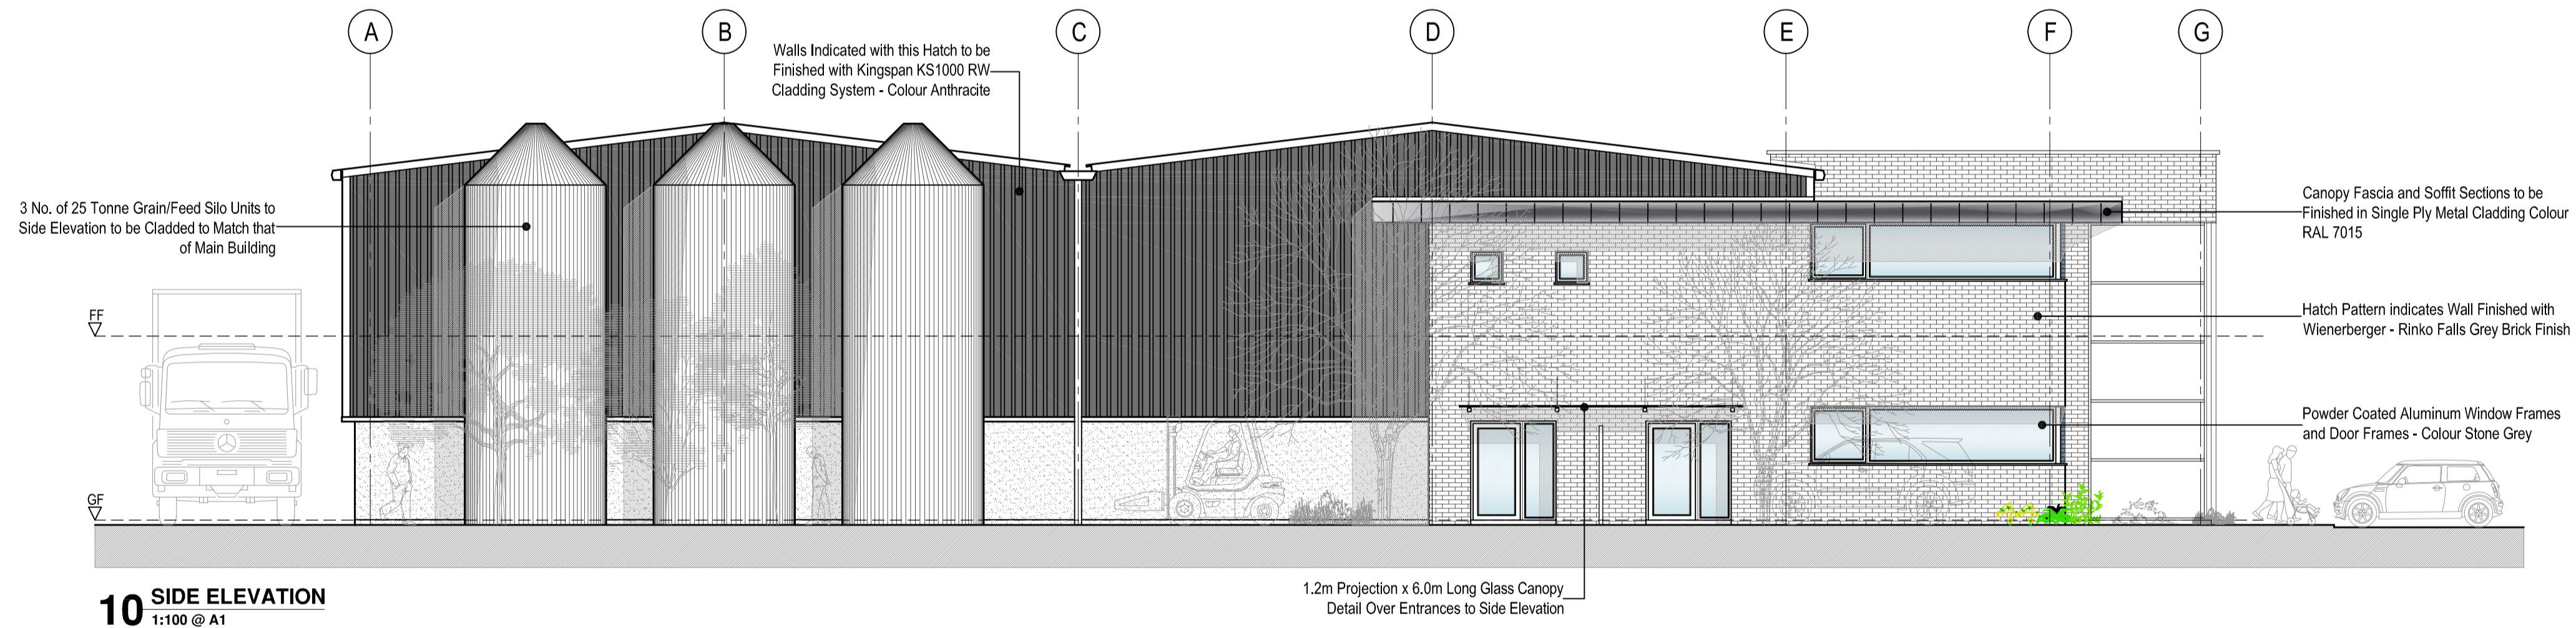 A
B
C
D
E
F
G
Walls Indicated with this Hatch to be
Finished with Kingspan KS1000 RW
Cladding System - Colour Anthracite
3 No. of 25 Tonne Grain/Feed Silo Units to
Side Elevation to be Cladded to Match that
of Main Building
Canopy Fascia and Soffit Sections to be
Finished in Single Ply Metal Cladding Colour
RAL 7015
FF
Hatch Pattern indicates Wall Finished with
Wienerberger - Rinko Falls Grey Brick Finish
Powder Coated Aluminum Window Frames
and Door Frames - Colour Stone Grey
GF
1.2m Projection x 6.0m Long Glass Canopy
Detail Over Entrances to Side Elevation
10 SIDE ELEVATION
1:100 @ A1